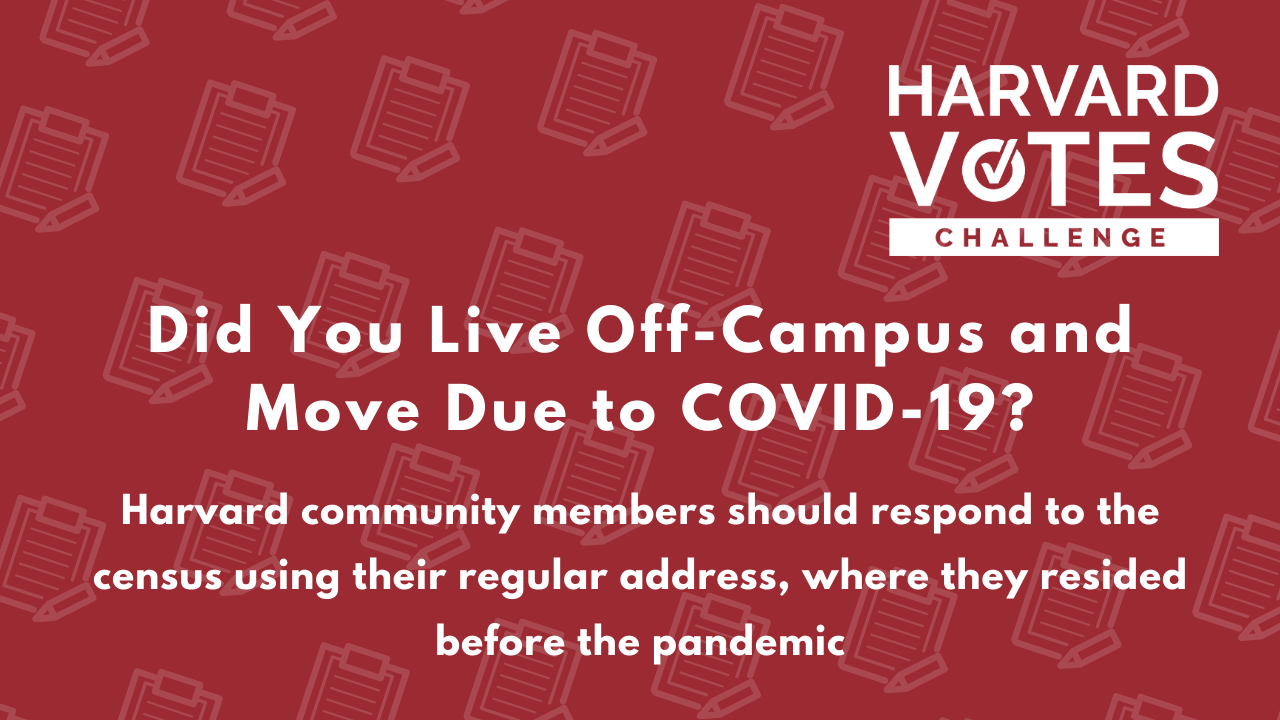 HARVARD
VOTES
CHALLENGE
Did You Live Off-Campus and
Move Due to COVID-19?
Harvard community members should respond to the
census using their regular address, where they resided
before the pandemic